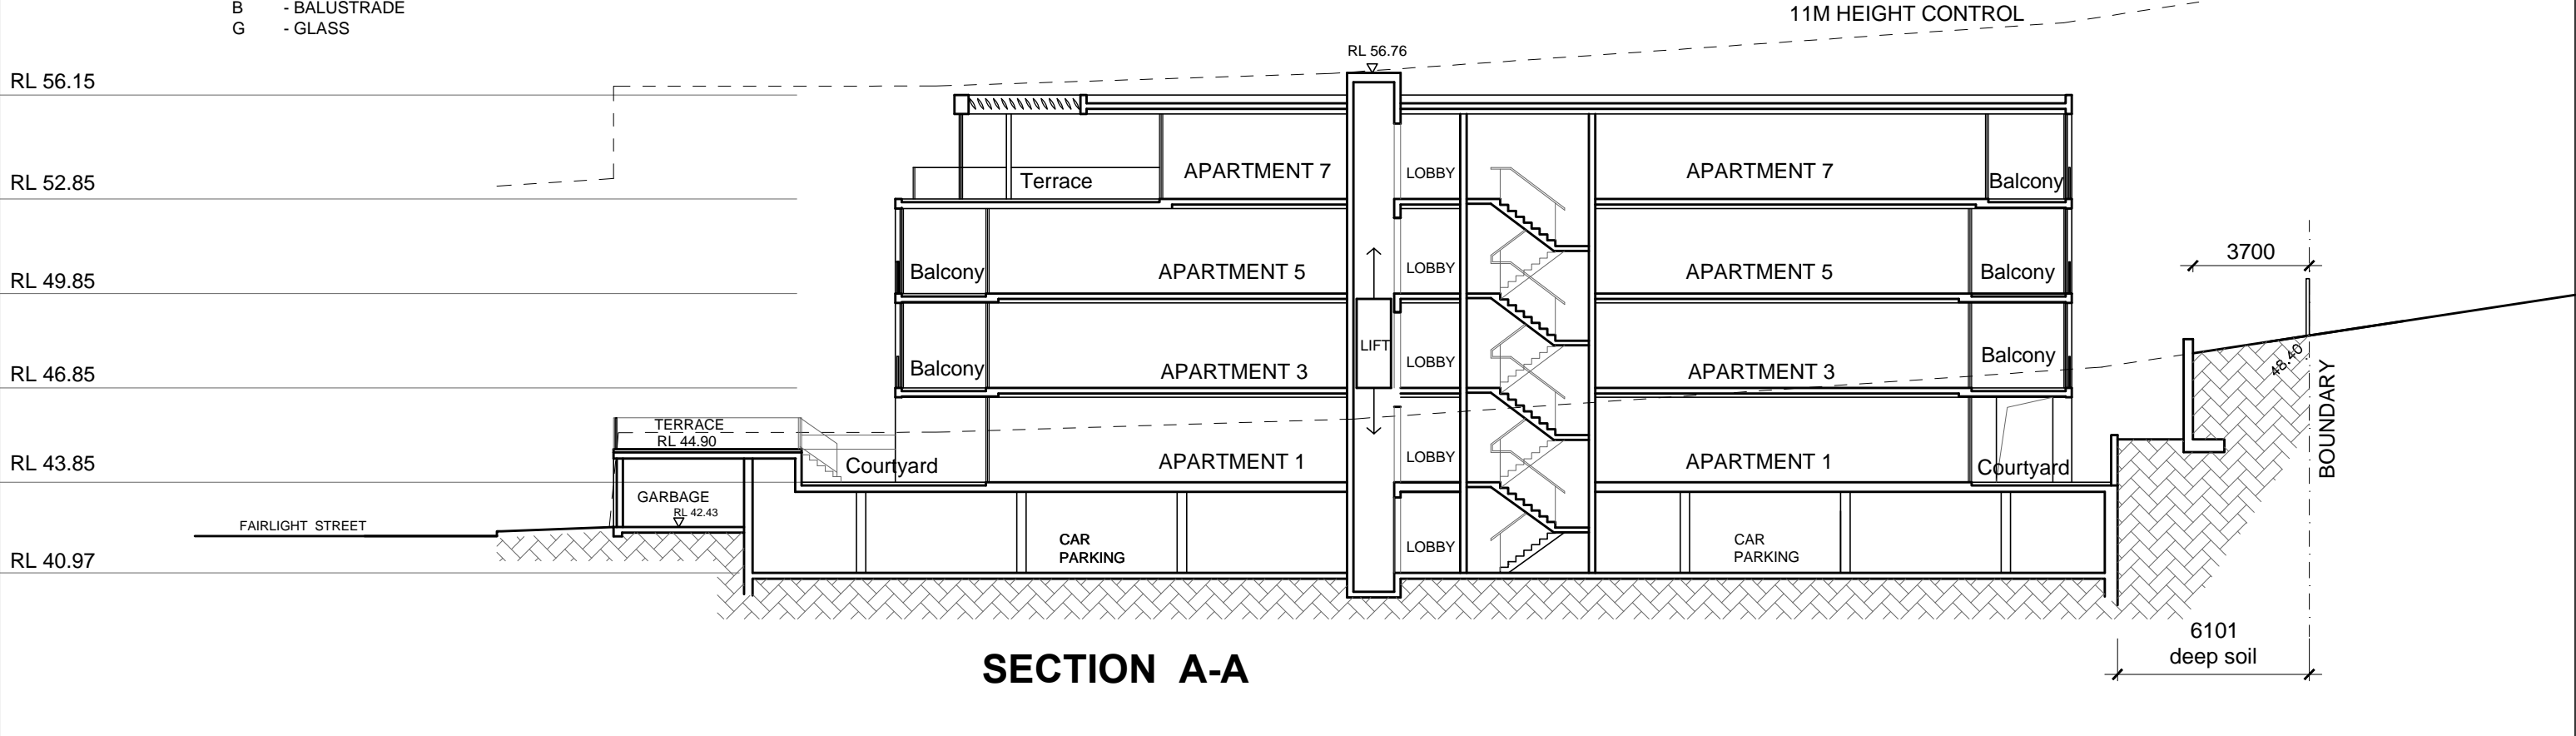 B - BALUSTRADE
G - GLASS
11M HEIGHT CONTROL
RL 56.76
RL 56.15
APARTMENT 7
LOBBY
APARTMENT 7
RL 52.85
Terrace
Balcony
3700
Balcony
APARTMENT 5
LOBBY
APARTMENT 5
Balcony
RL 49.85
LIFT
48.40
Balcony
APARTMENT 3
LOBBY
APARTMENT 3
Balcony
RL 46.85
BOUNDARY
TERRACE
RL 44.90
RL 43.85
Courtyard
APARTMENT 1
LOBBY
APARTMENT 1
Courtyard
GARBAGE
RL 42.43
FAIRLIGHT STREET
CAR
PARKING
LOBBY
CAR
PARKING
RL 40.97
6101
deep soil
SECTION A-A